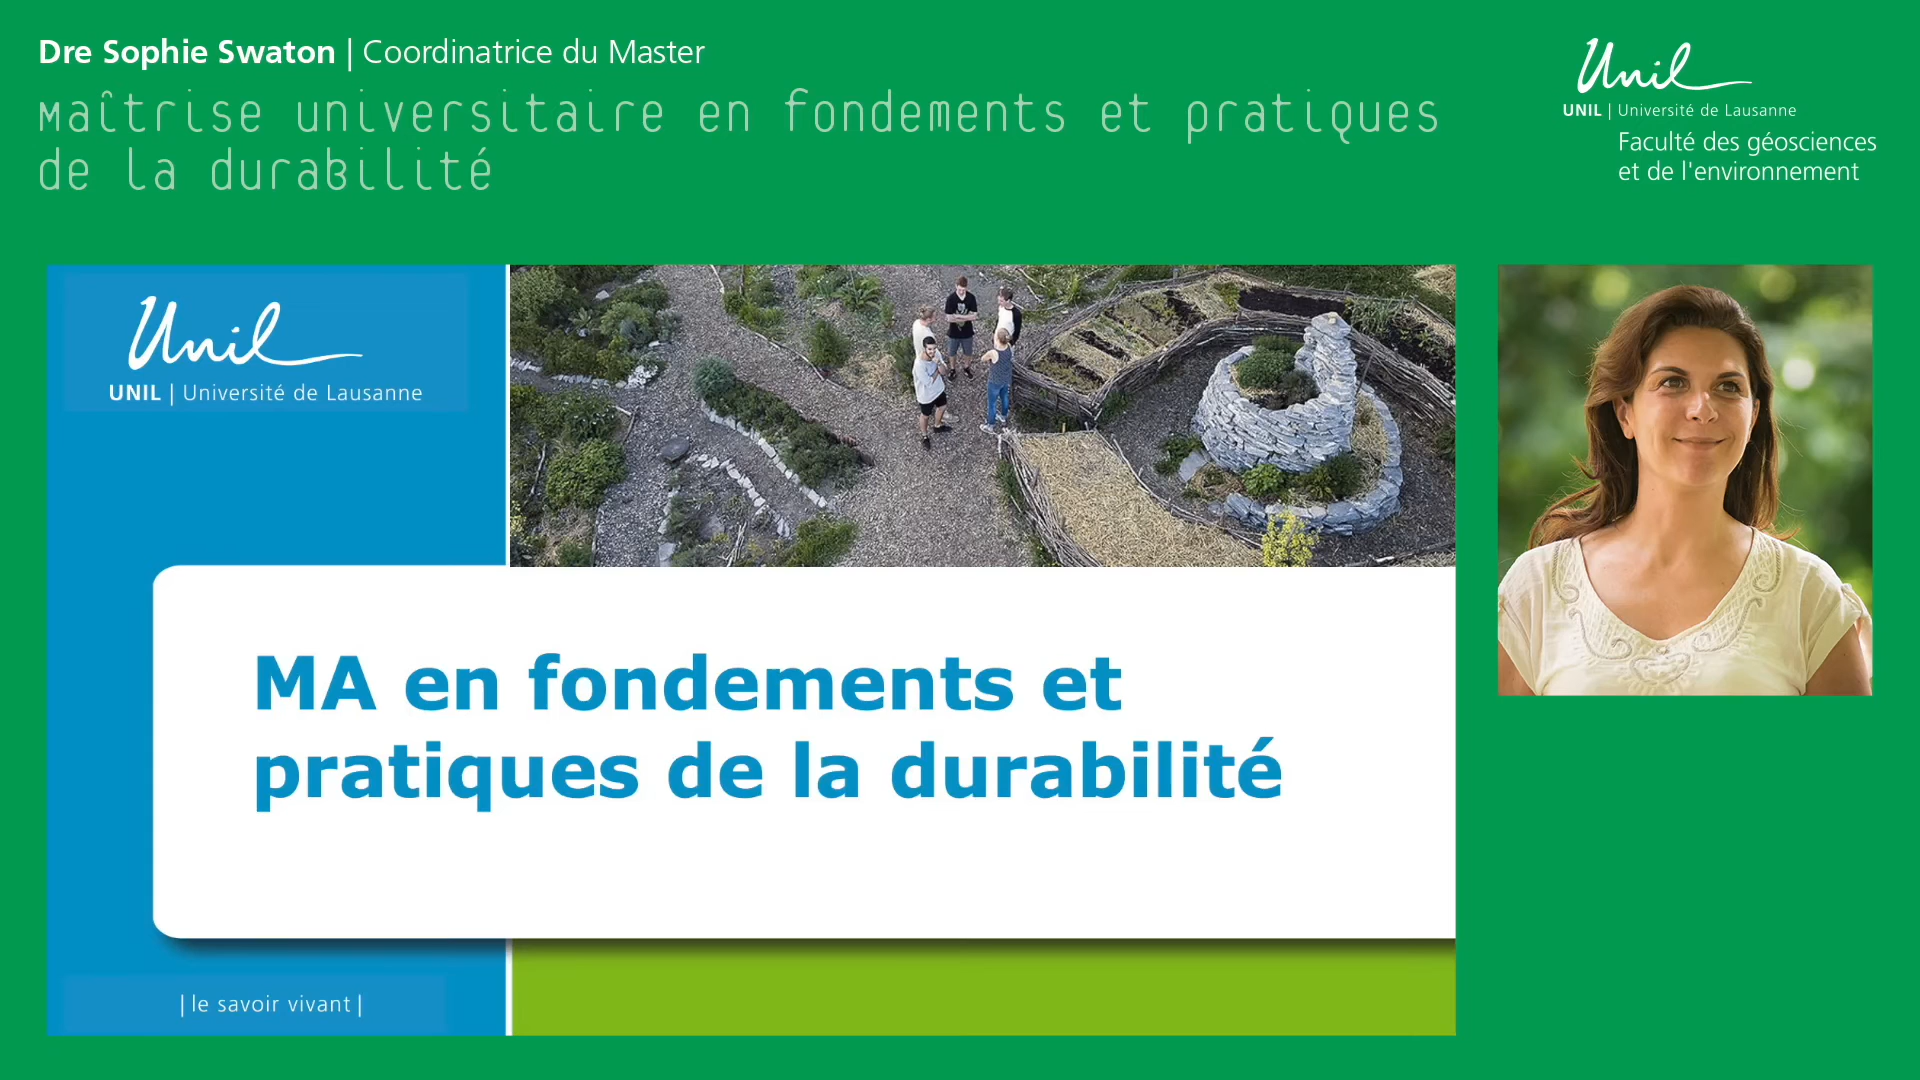 Dre Sophie Swaton | Coordinatrice du Master
Maîtrise universitaire en fondements et pratiques
de la durabilité
Unil
UNIL | Université de Lausanne
Faculté des géosciences
et de l'environnement
Unil
UNIL | Université de Lausanne
MA en fondements et
pratiques de la durabilité
| le savoir vivant |